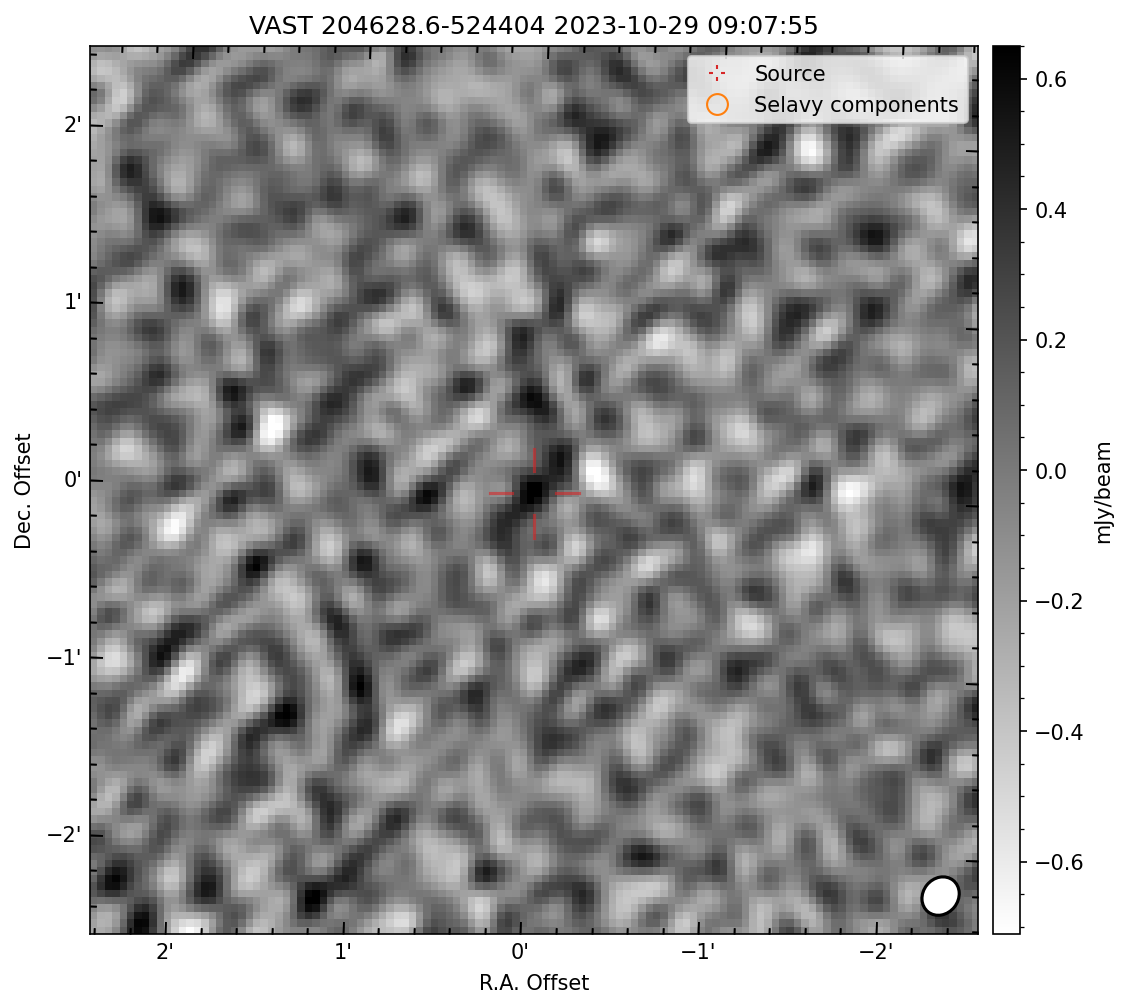 VAST 204628.6-524404 2023-10-29 09:07:55
Source
Selavy components
2'
1'
0'
−1'
−2'
Dec. Offset
2'
1'
0'
−1'
−2'
R.A. Offset
0.6
0.4
0.2
0.0
−0.2
−0.4
−0.6
mJy/beam